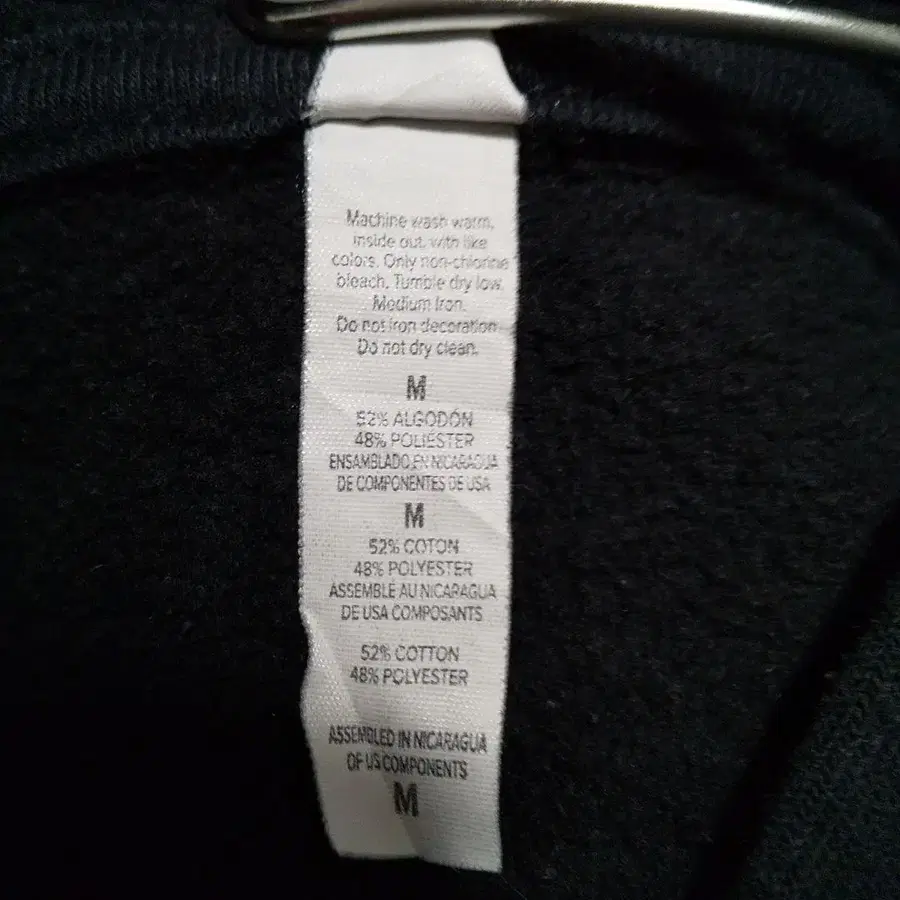 Machine wash warm,
inside out, with like
colors. Only non-chlorine
bleach. Tumble dry low.
Medium Iron.
Do not iron decoration
Do not dry clean.
M
52% ALGODÓN
48% POLIÉSTER
ENSAMBLADO EN NICARAGUA
DE COMPONENTES DE USA
M
52% COTON
48% POLYESTER
ASSEMBLÉ AU NICARAGUA
DE USA COMPOSANTS
52% COTTON
48% POLYESTER
ASSEMBLED IN NICARAGUA
OF US COMPONENTS
M